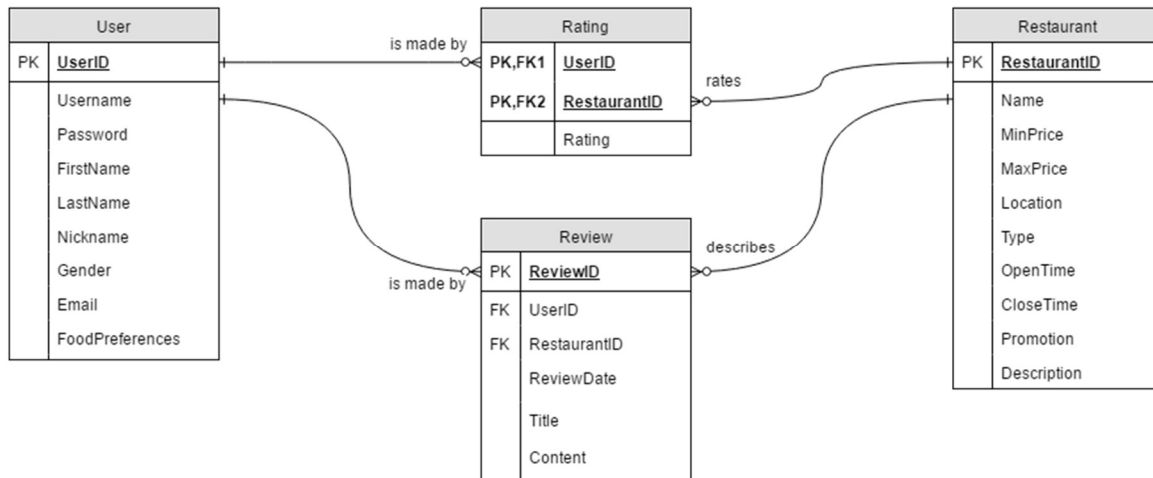 User
PK UserID
Username
Password
FirstName
LastName
Nickname
Gender
Email
FoodPreferences
is made by
is made by
Rating
PK,FK1 UserID
PK,FK2 RestaurantID
Rating
Review
PK ReviewID
FK UserID
FK RestaurantID
ReviewDate
Title
Content
rates
describes
Restaurant
PK RestaurantID
Name
MinPrice
MaxPrice
Location
Type
OpenTime
CloseTime
Promotion
Description